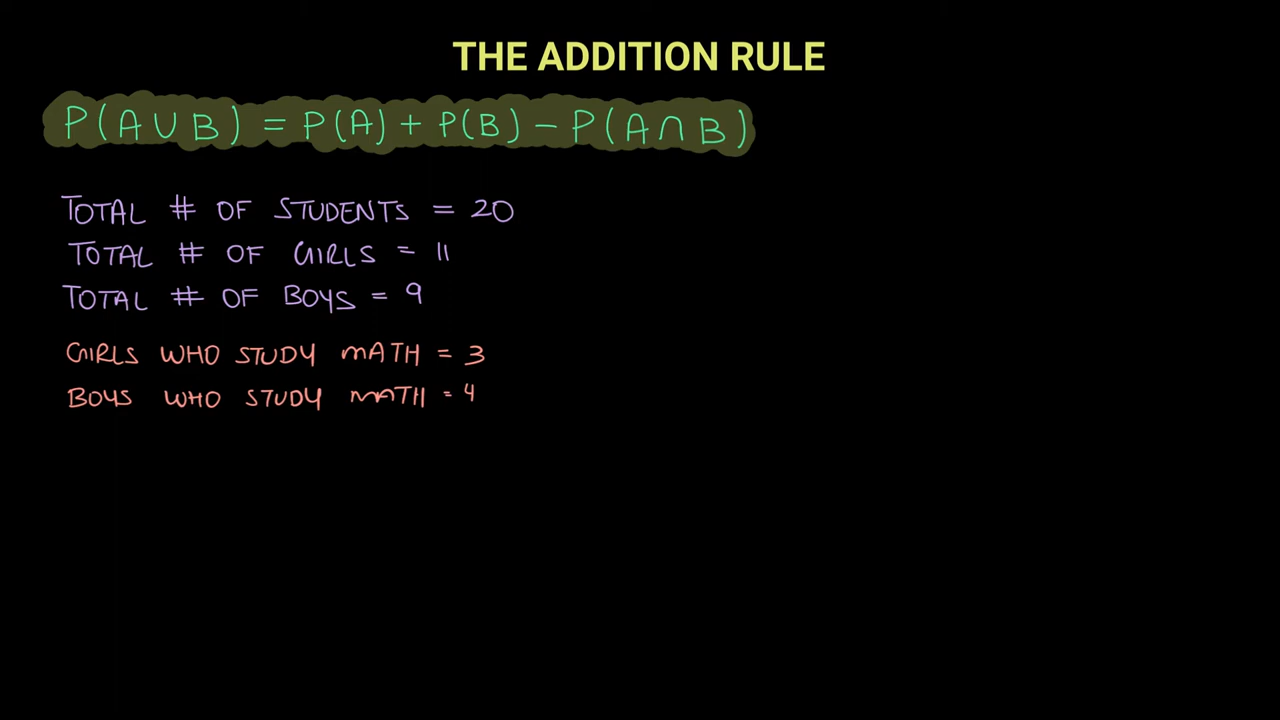 THE ADDITION RULE
P(A∪B) = P(A) + P(B) − P(A∩B)
TOTAL # OF STUDENTS = 20
TOTAL # OF GIRLS = 11
TOTAL # OF BOYS = 9
GIRLS WHO STUDY MATH = 3
BOYS WHO STUDY MATH = 4